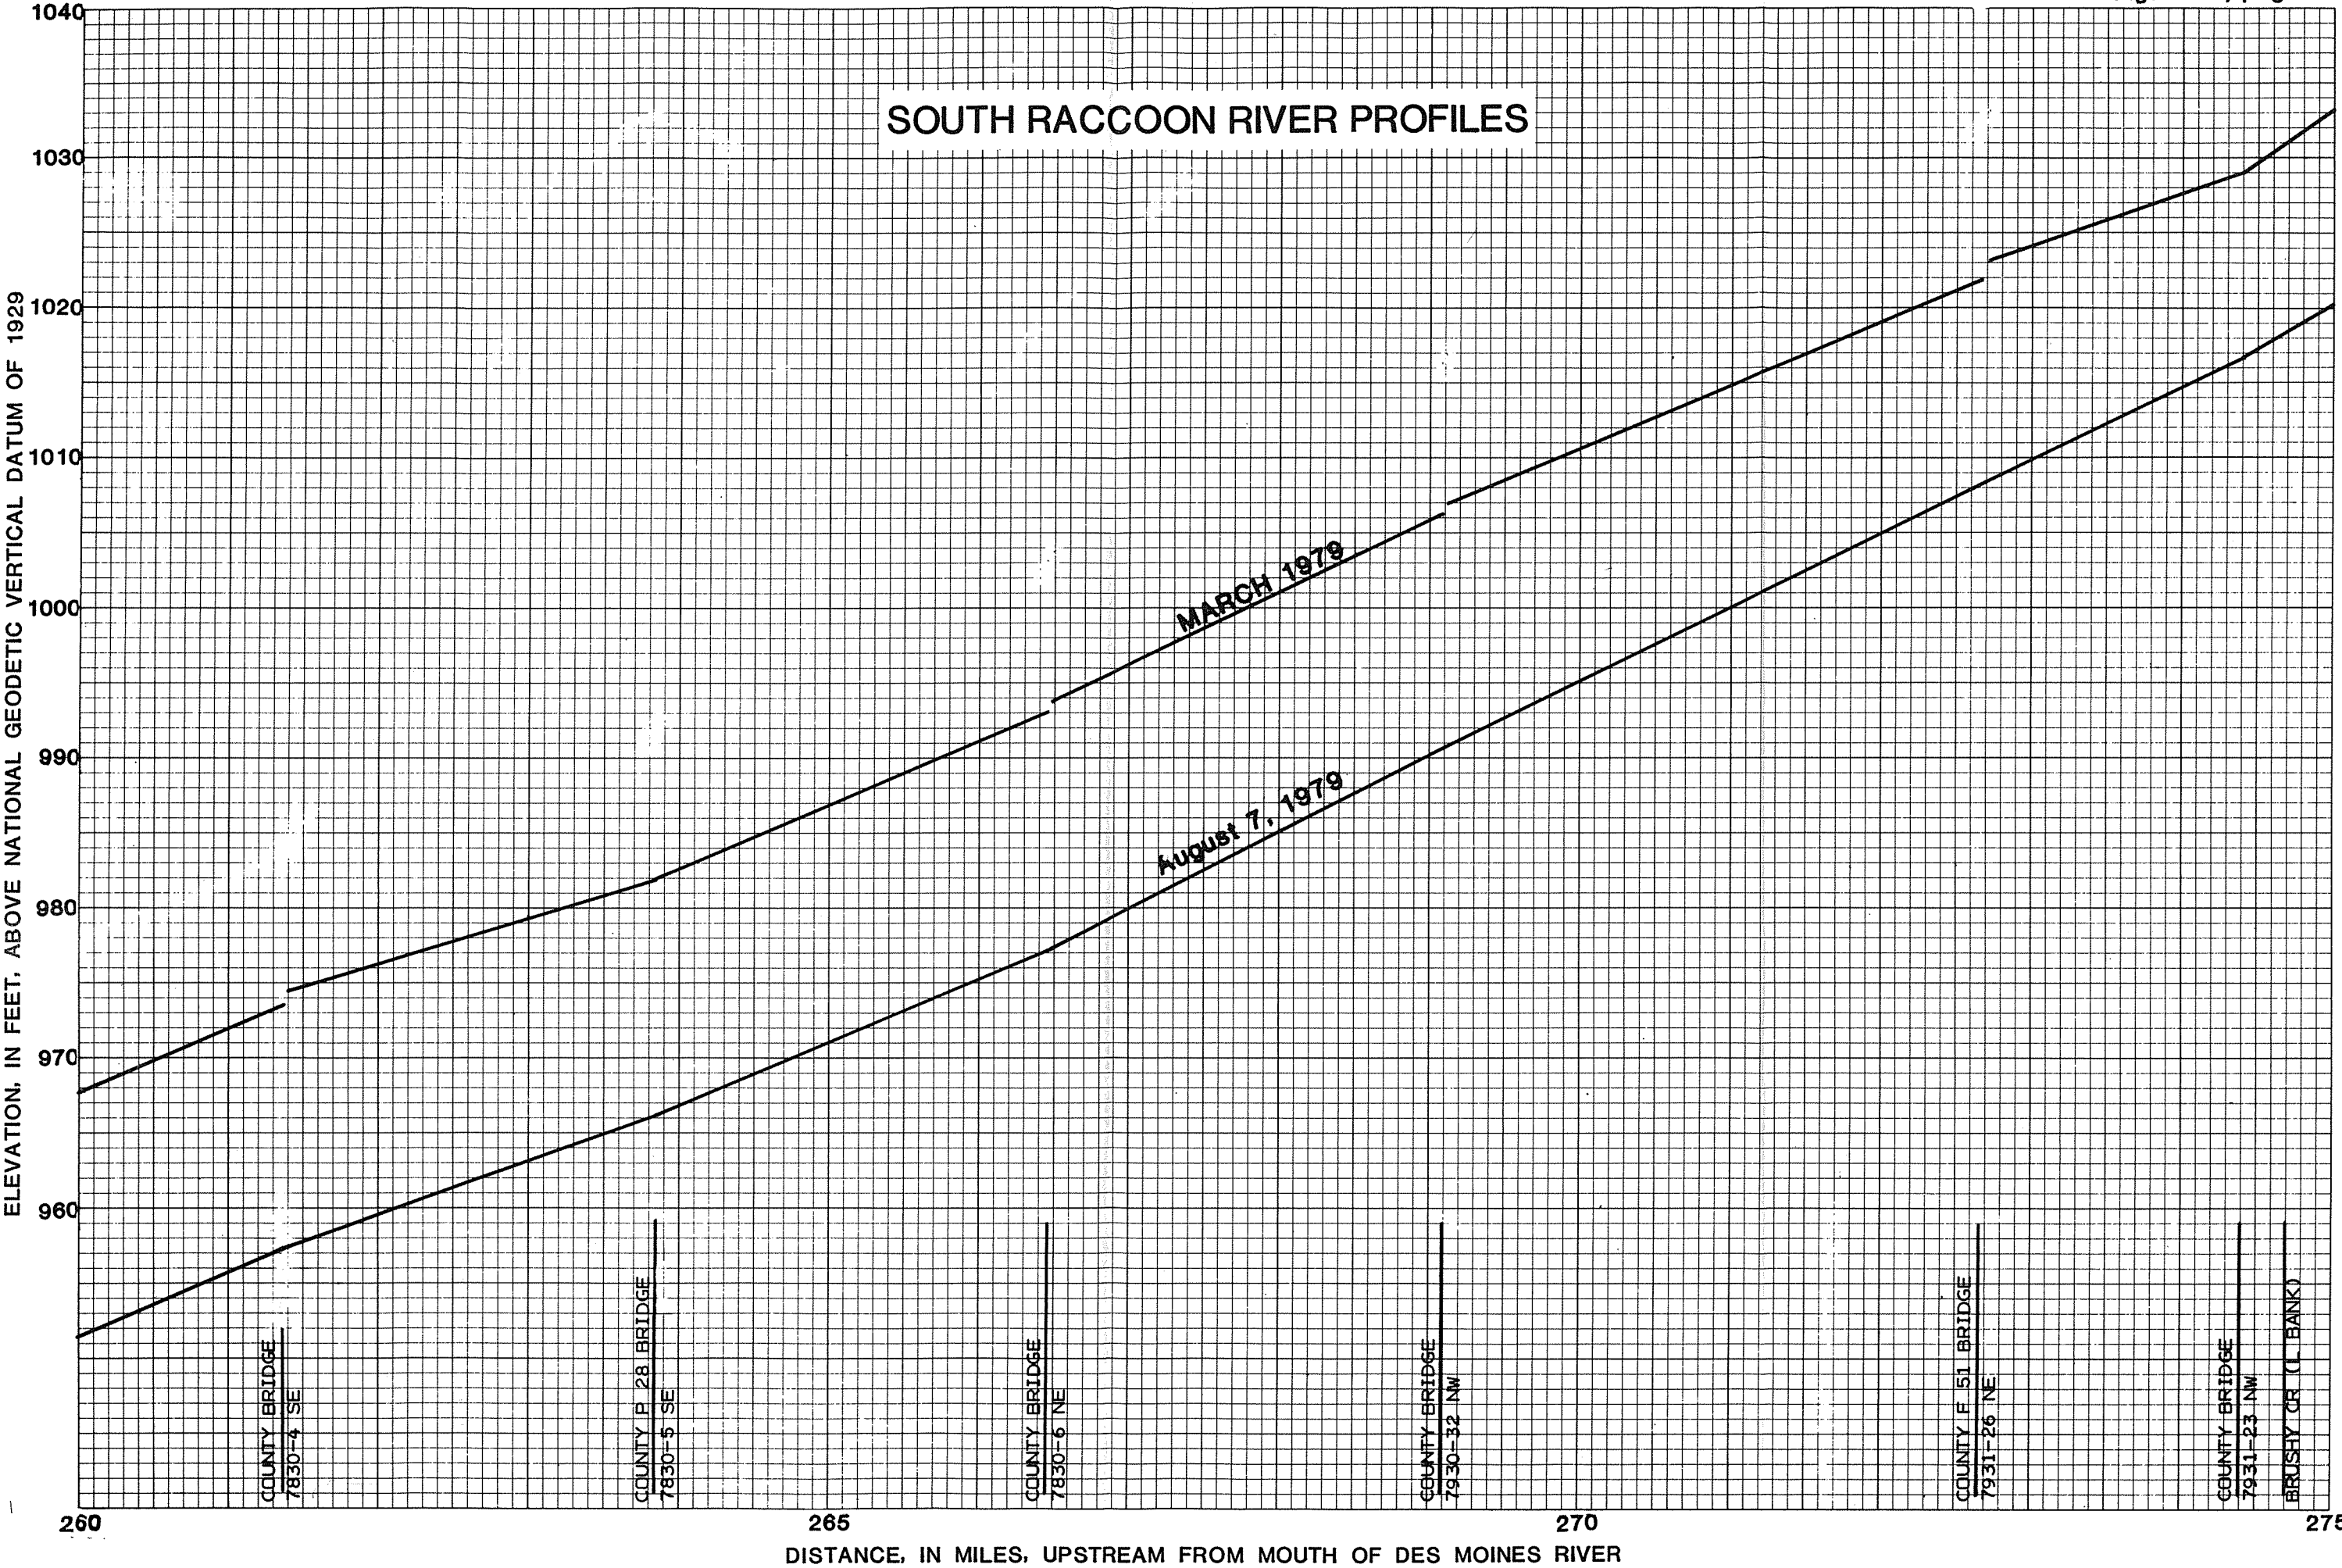 SOUTH RACCOON RIVER PROFILES
ELEVATION, IN FEET, ABOVE NATIONAL GEODETIC VERTICAL DATUM OF 1929
1040
1030
1020
1010
1000
990
980
970
960
MARCH 1979
August 7, 1979
COUNTY BRIDGE
7830-4 SE
COUNTY P 28 BRIDGE
7830-5 SE
COUNTY BRIDGE
7830-6 NE
COUNTY BRIDGE
7930-32 NW
COUNTY F 51 BRIDGE
7931-26 NE
COUNTY BRIDGE
7931-23 NW
BRUSHY CR (L BANK)
260
265
270
275
DISTANCE, IN MILES, UPSTREAM FROM MOUTH OF DES MOINES RIVER